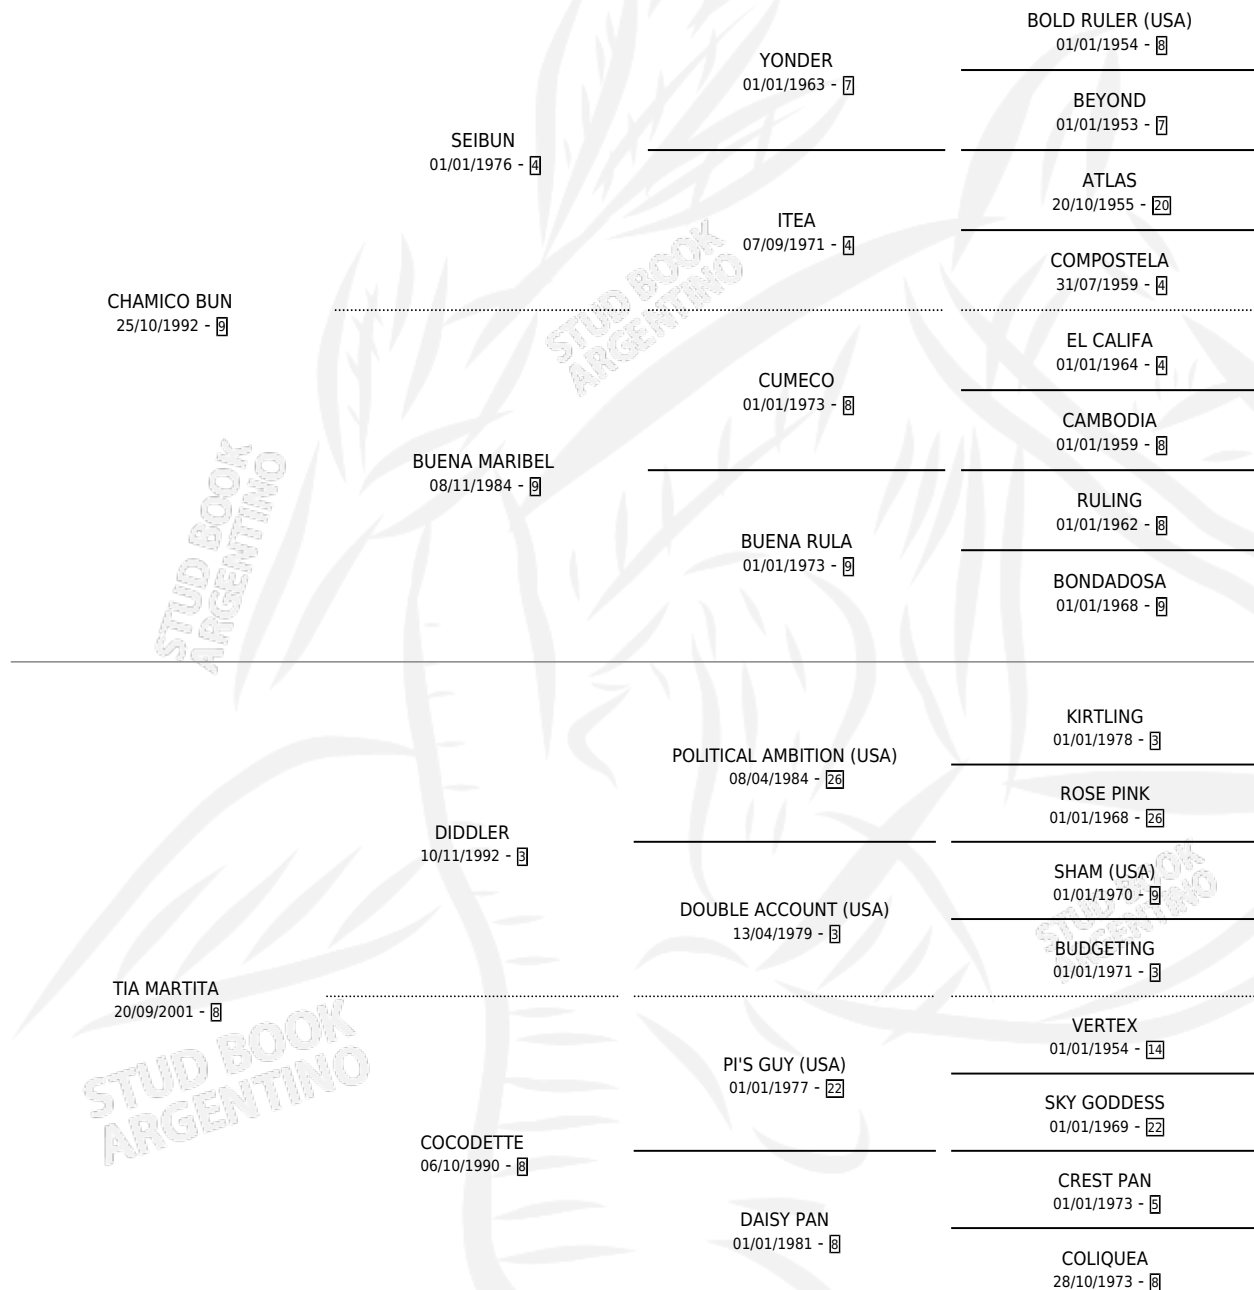 BOLD RULER (USA)
01/01/1954 - 8
YONDER
01/01/1963 - 7
BEYOND
01/01/1953 - 7
SEIBUN
01/01/1976 - 4
ATLAS
20/10/1955 - 20
ITEA
07/09/1971 - 4
COMPOSTELA
31/07/1959 - 4
CHAMICO BUN
25/10/1992 - 9
EL CALIFA
01/01/1964 - 4
CUMECO
01/01/1973 - 8
CAMBODIA
01/01/1959 - 8
BUENA MARIBEL
08/11/1984 - 9
RULING
01/01/1962 - 8
BUENA RULA
01/01/1973 - 9
BONDADOSA
01/01/1968 - 9
KIRTLING
01/01/1978 - 3
POLITICAL AMBITION (USA)
08/04/1984 - 26
ROSE PINK
01/01/1968 - 26
DIDDLER
10/11/1992 - 3
SHAM (USA)
01/01/1970 - 9
DOUBLE ACCOUNT (USA)
13/04/1979 - 3
BUDGETING
01/01/1971 - 3
TIA MARTITA
20/09/2001 - 8
VERTEX
01/01/1954 - 14
PI'S GUY (USA)
01/01/1977 - 22
SKY GODDESS
01/01/1969 - 22
COCODETTE
06/10/1990 - 8
CREST PAN
01/01/1973 - 5
DAISY PAN
01/01/1981 - 8
COLIQUEA
28/10/1973 - 8
STUD BOOK
ARGENTINO
STUD BOOK
ARGENTINO
STUD BOOK
ARGENTINO
STUD BOOK
ARGENTINO